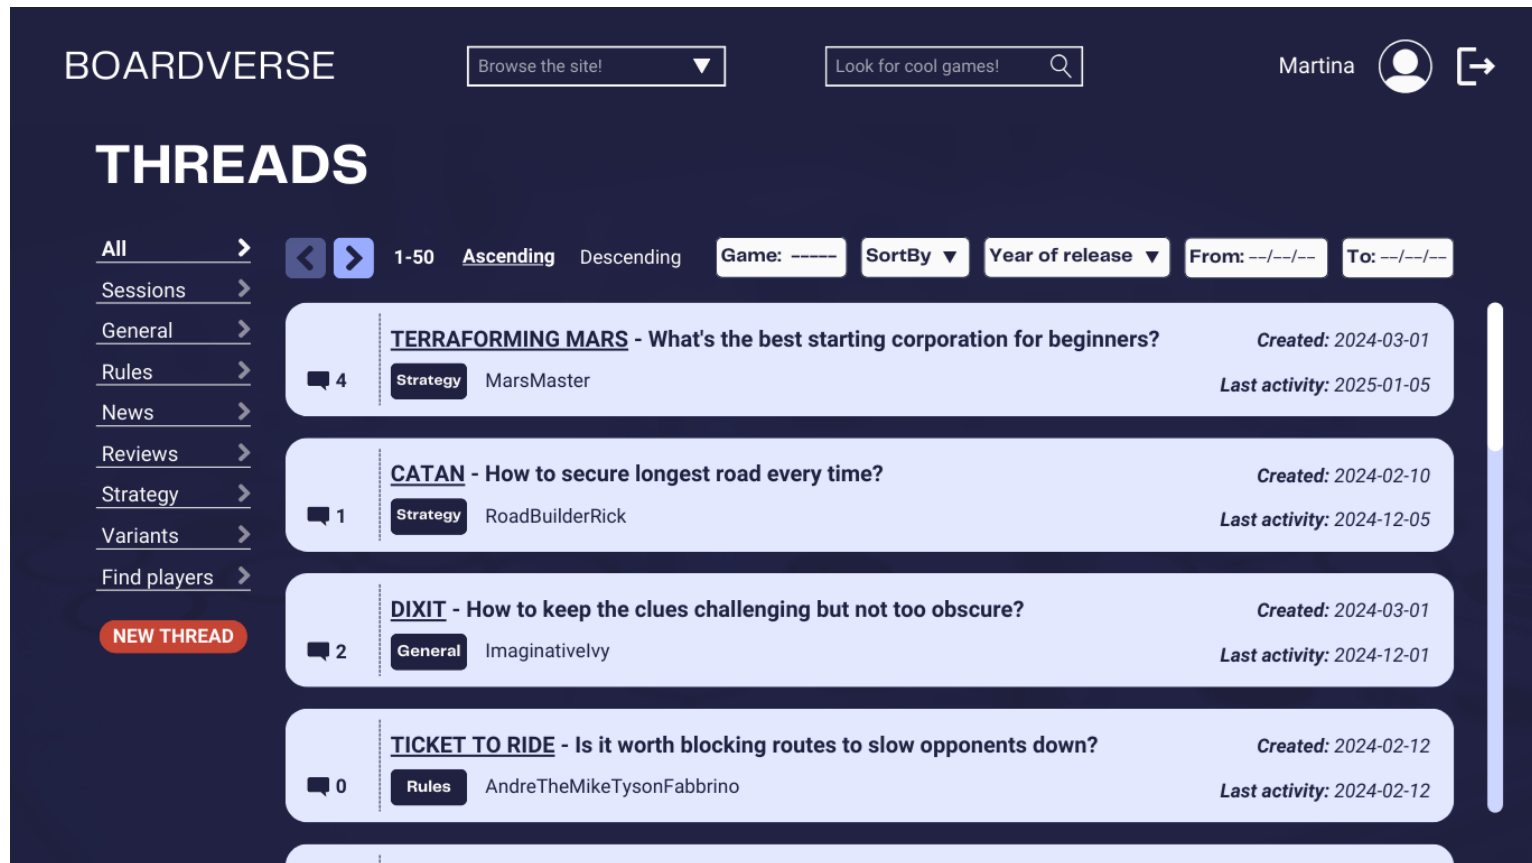 BOARDVERSE
Browse the site!
Look for cool games!
Martina
THREADS
All
Sessions
General
Rules
News
Reviews
Strategy
Variants
Find players
NEW THREAD
1-50 Ascending Descending Game: ----- SortBy Year of release From: --/--/-- To: --/--/--
TERRAFORMING MARS - What's the best starting corporation for beginners?
Created: 2024-03-01
4
Strategy MarsMaster
Last activity: 2025-01-05
CATAN - How to secure longest road every time?
Created: 2024-02-10
1
Strategy RoadBuilderRick
Last activity: 2024-12-05
DIXIT - How to keep the clues challenging but not too obscure?
Created: 2024-03-01
2
General ImaginativeIvy
Last activity: 2024-12-01
TICKET TO RIDE - Is it worth blocking routes to slow opponents down?
Created: 2024-02-12
0
Rules AndreTheMikeTysonFabbrino
Last activity: 2024-02-12